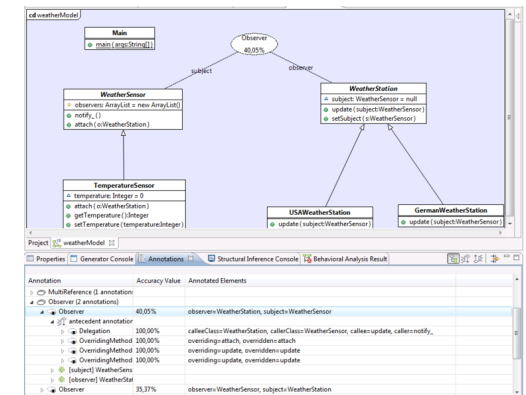 cd weatherModel
Main
main ( args:String[] )
Observer
40,05%
subject
observer
WeatherSensor
observers: ArrayList = new ArrayList()
notify_ ( )
attach ( o:WeatherStation )
WeatherStation
subject: WeatherSensor = null
update ( subject:WeatherSensor )
setSubject ( s:WeatherSensor )
TemperatureSensor
temperature: Integer = 0
attach ( o:WeatherStation )
getTemperature ( ):Integer
setTemperature ( temperature:Integer )
USAWeatherStation
update ( subject:WeatherSensor )
GermanWeatherStation
update ( subject:WeatherSensor )
Project weatherModel
Properties Generator Console Annotations Structural Inference Console Behavioral Analysis Result
Annotation Accuracy Value Annotated Elements
MultiReference (1 annotations
Observer (2 annotations)
Observer 40,05% observer=WeatherStation, subject=WeatherSensor
antecedent annotation
Delegation 100,00% calleeClass=WeatherStation, callerClass=WeatherSensor, callee=update, caller=notify_
OverridingMethod 100,00% overriding=attach, overridden=attach
OverridingMethod 100,00% overriding=update, overridden=update
OverridingMethod 100,00% overriding=update, overridden=update
[subject] WeatherSens
[observer] WeatherStat
Observer 35,37% observer=WeatherSensor, subject=WeatherStation